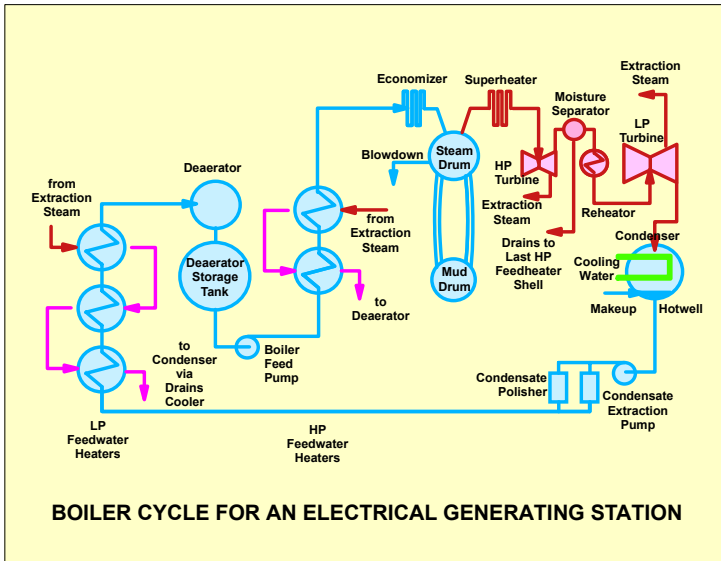 Extraction
Steam
Economizer
Superheater
Moisture
Separator
LP
Turbine
Steam
Drum
Blowdown
HP
Turbine
Deaerator
from
Extraction
Steam
Extraction
Steam
Reheator
from
Extraction
Steam
Drains to
Last HP
Feedheater
Shell
Condenser
Cooling
Water
Deaerator
Storage
Tank
Mud
Drum
Makeup
Hotwell
to
Deaerator
to
Condenser
via
Drains
Cooler
Boiler
Feed
Pump
Condensate
Polisher
Condensate
Extraction
Pump
LP
Feedwater
Heaters
HP
Feedwater
Heaters
BOILER CYCLE FOR AN ELECTRICAL GENERATING STATION